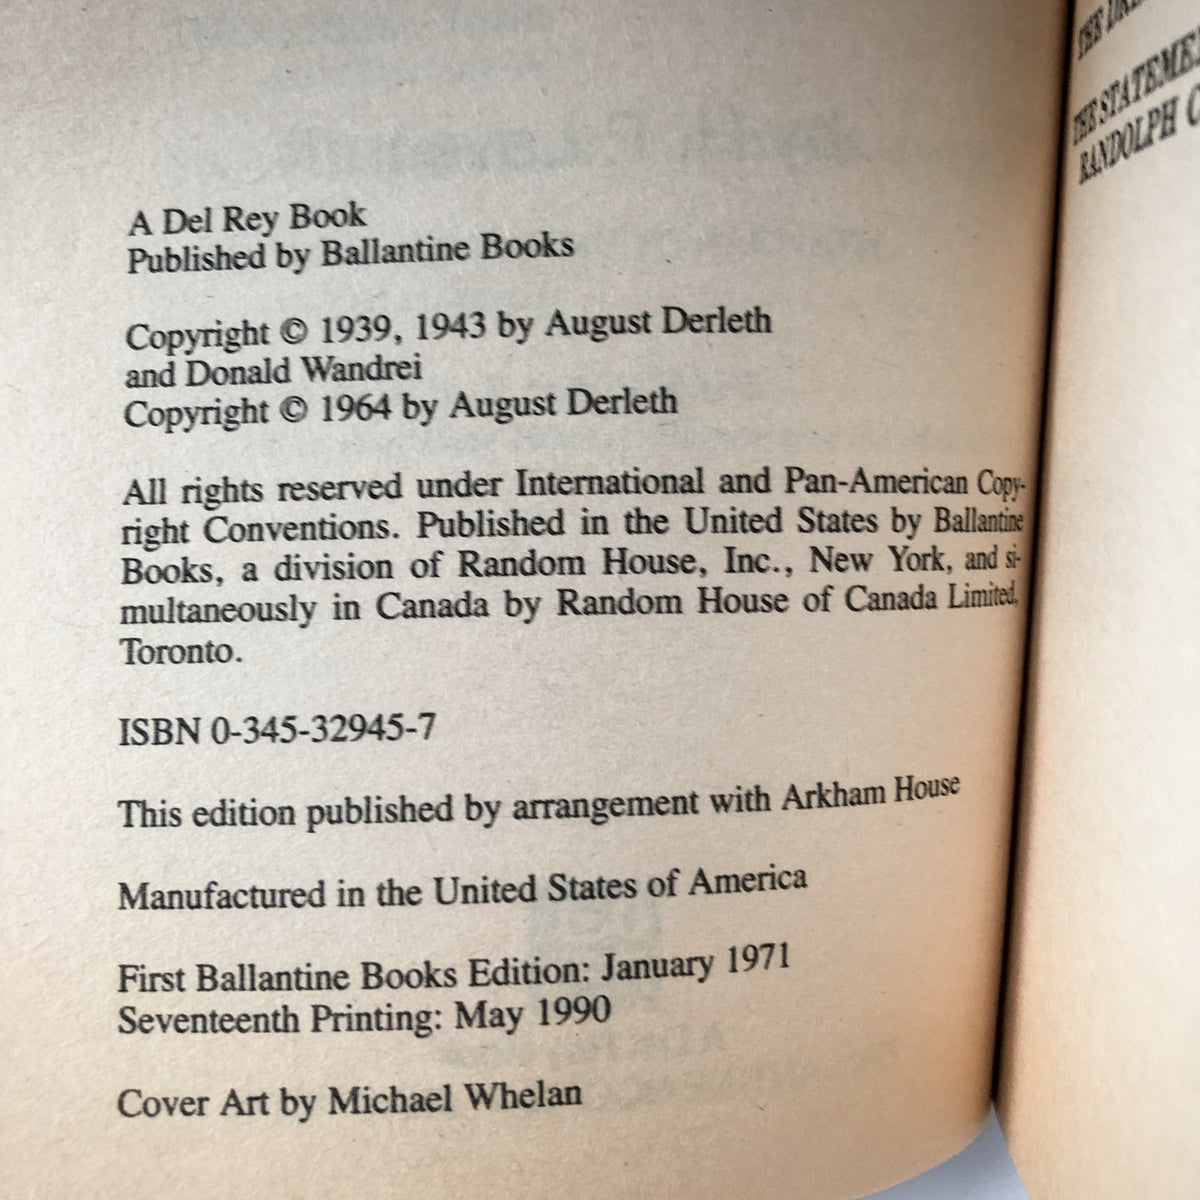 A Del Rey Book
Published by Ballantine Books
Copyright © 1939, 1943 by August Derleth
and Donald Wandrei
Copyright © 1964 by August Derleth
All rights reserved under International and Pan-American Copy-
right Conventions. Published in the United States by Ballantine
Books, a division of Random House, Inc., New York, and si-
multaneously in Canada by Random House of Canada Limited,
Toronto.
ISBN 0-345-32945-7
This edition published by arrangement with Arkham House
Manufactured in the United States of America
First Ballantine Books Edition: January 1971
Seventeenth Printing: May 1990
Cover Art by Michael Whelan
THE
THE STATEME
RANDOLPH C